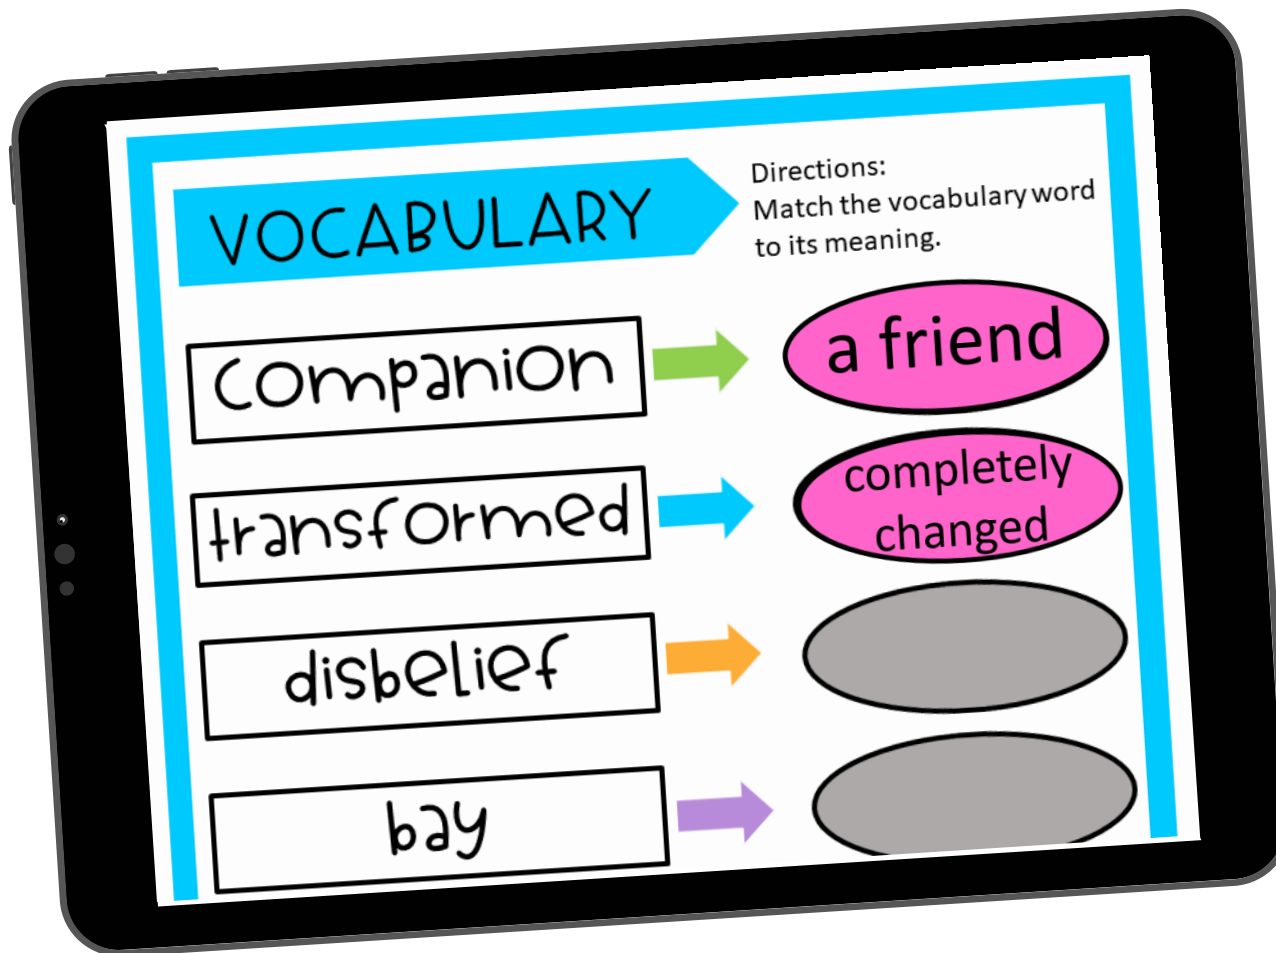 VOCABULARY
Directions:
Match the vocabulary word
to its meaning.
companion
a friend
transformed
completely
changed
disbelief
bay